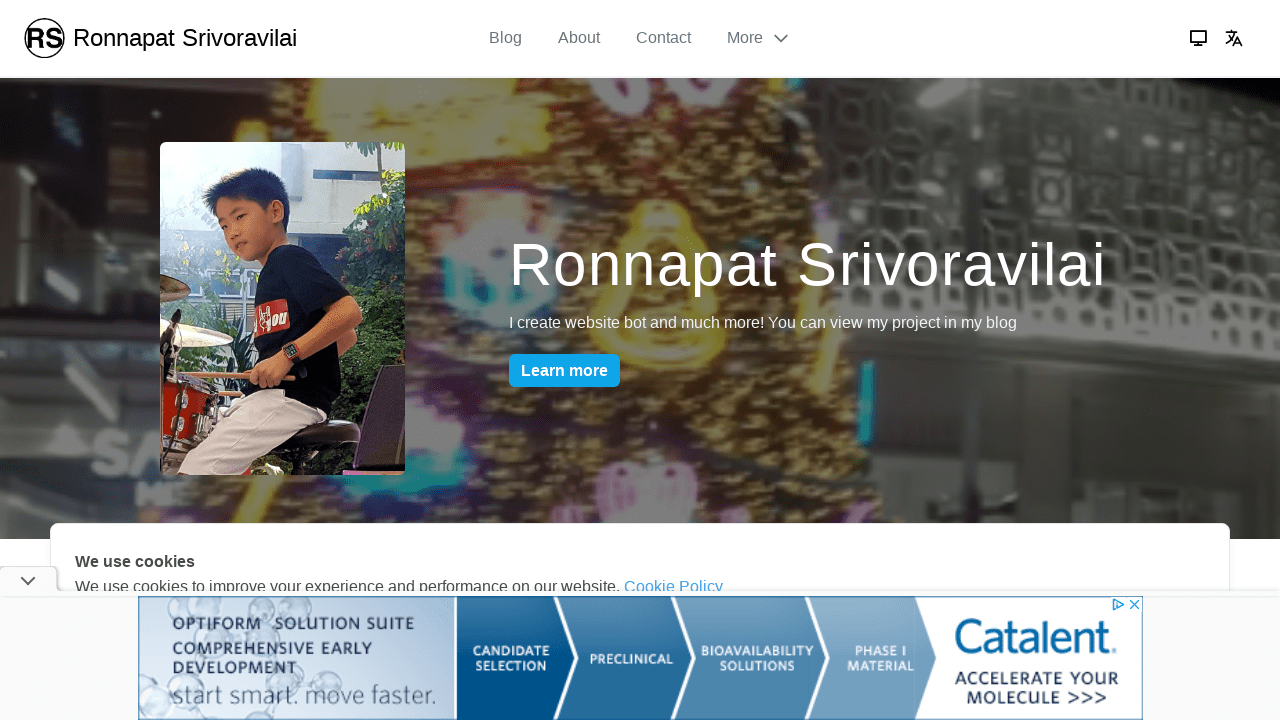 RS Ronnapat Srivoravilai
Blog
About
Contact
More
Ronnapat Srivoravilai
I create website bot and much more! You can view my project in my blog
Learn more
We use cookies
We use cookies to improve your experience and performance on our website. Cookie Policy
OPTIFORM® SOLUTION SUITE
COMPREHENSIVE EARLY
DEVELOPMENT
start smart. move faster.
CANDIDATE
SELECTION
PRECLINICAL
BIOAVAILABILITY
SOLUTIONS
PHASE I
MATERIAL
Catalent.
ACCELERATE YOUR
MOLECULE >>>